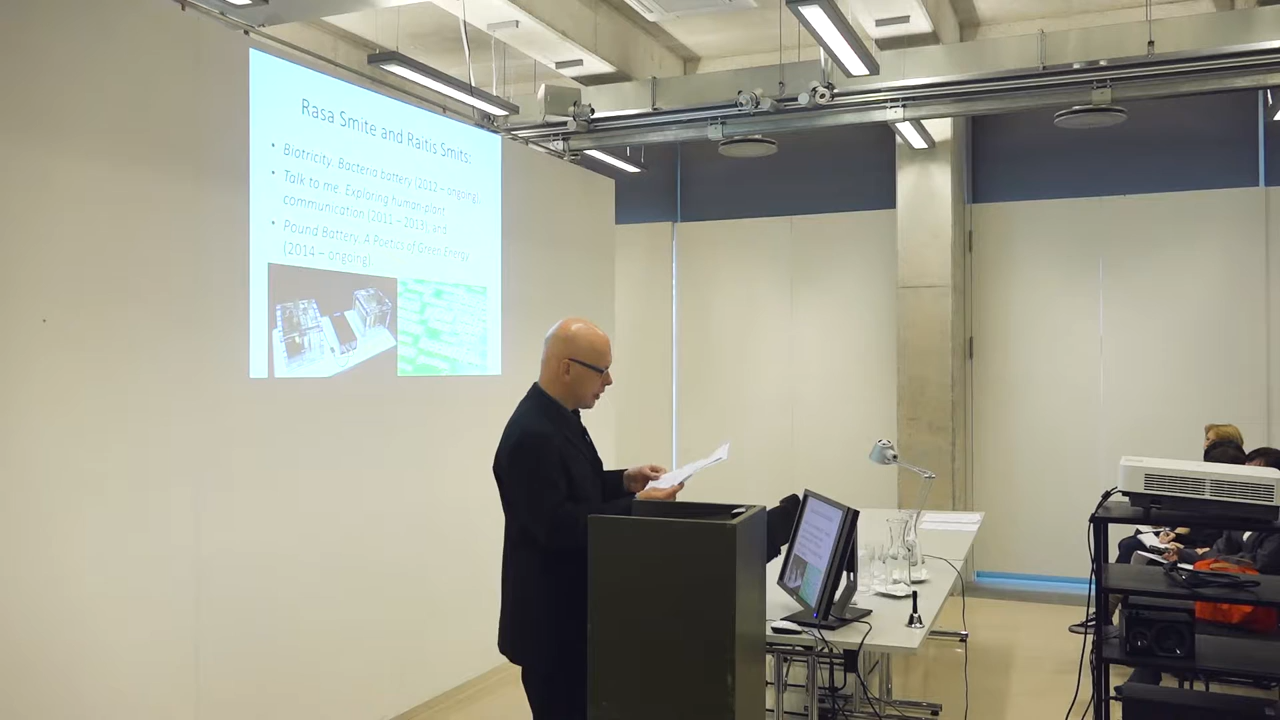 Rasa Smite and Raitis Smits:
• Biotricity. Bacteria battery (2012 – ongoing),
• Talk to me. Exploring human-plant
communication (2011 – 2013), and
• Pound Battery. A Poetics of Green Energy
(2014 – ongoing).